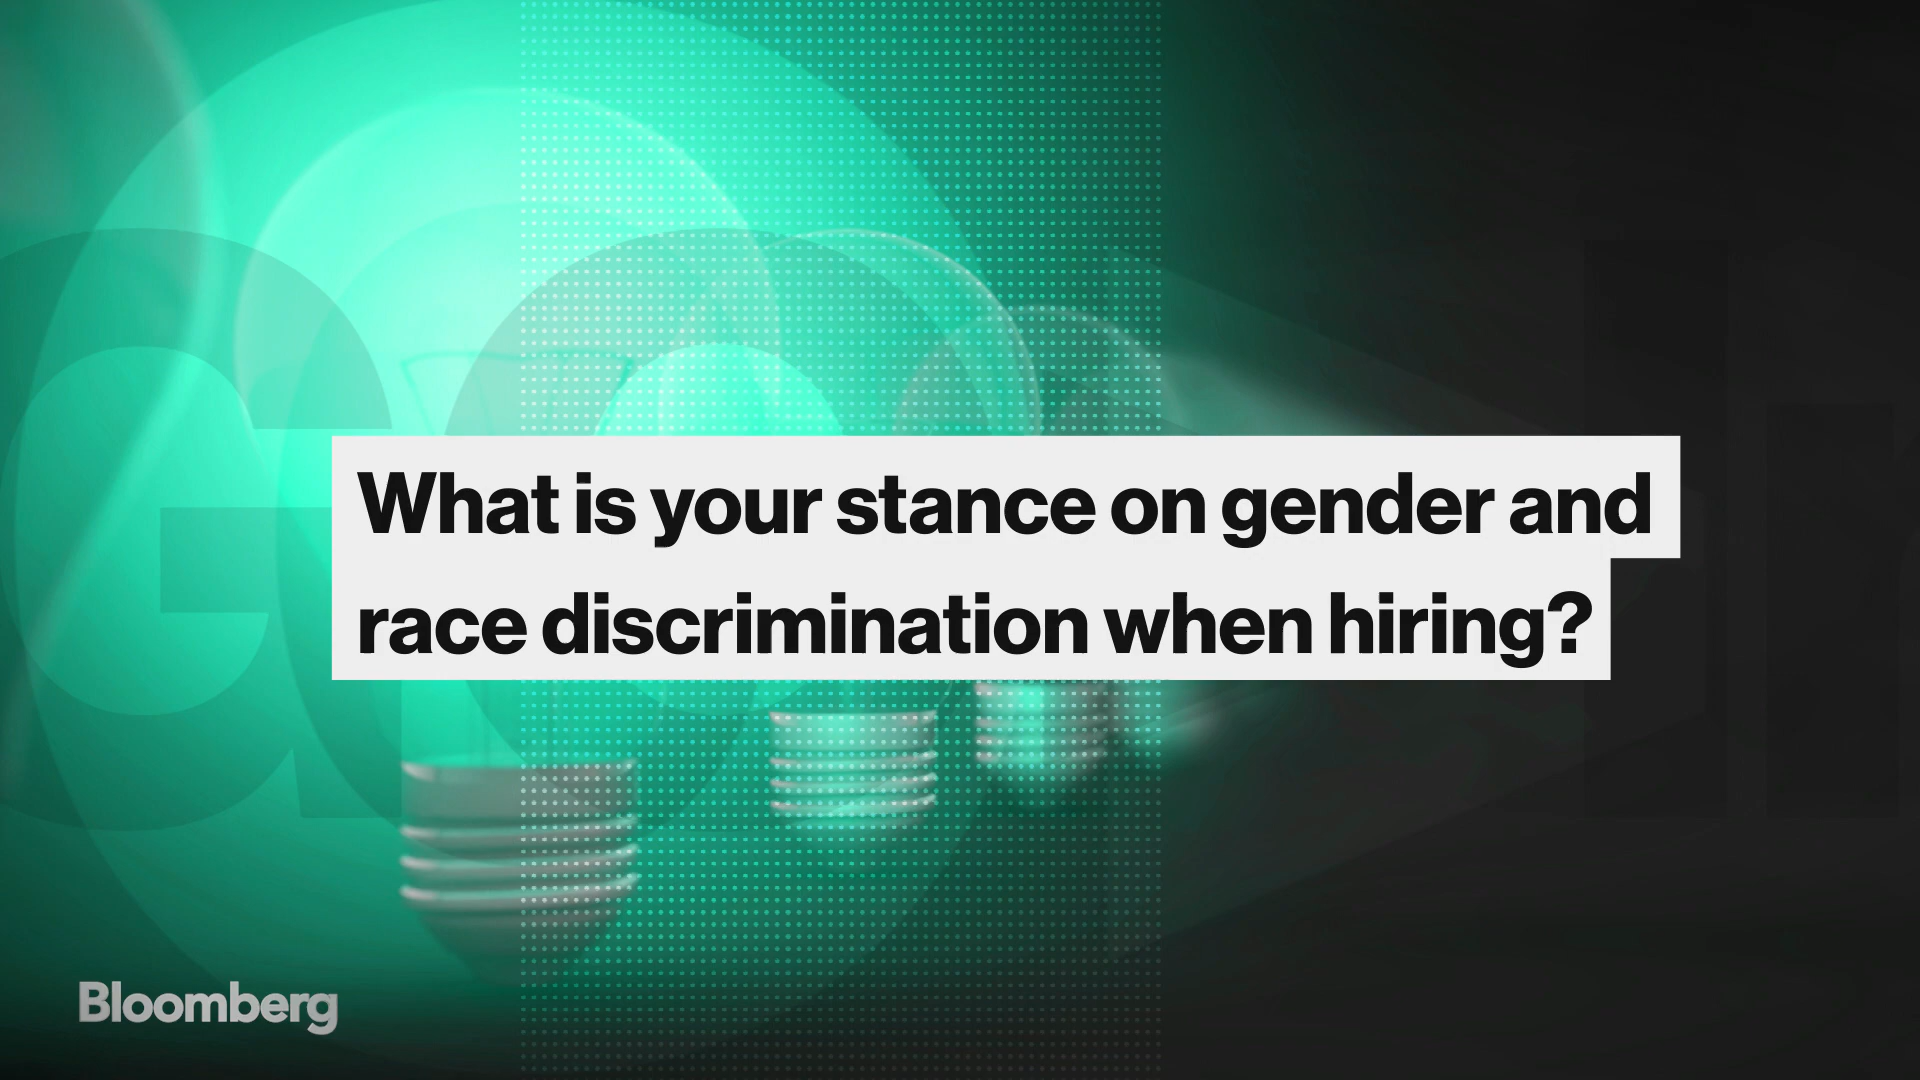 What is your stance on gender and
race discrimination when hiring?
Bloomberg